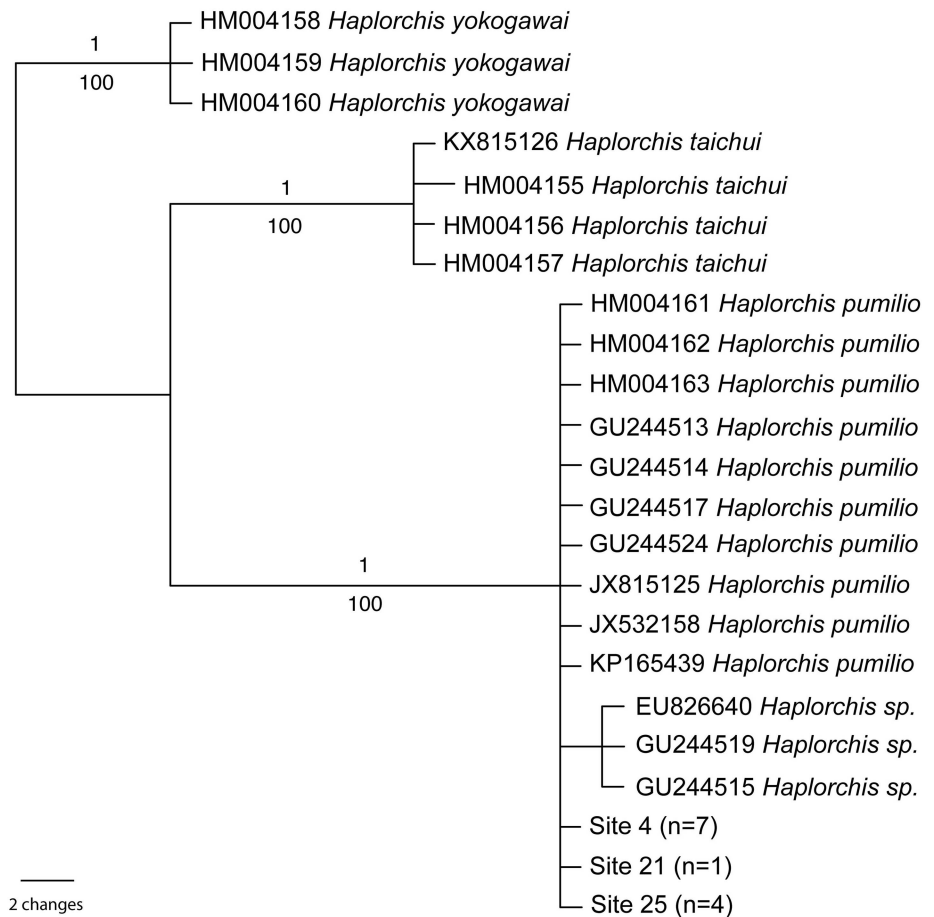 HM004158 Haplorchis yokogawai
1
HM004159 Haplorchis yokogawai
100
HM004160 Haplorchis yokogawai
KX815126 Haplorchis taichui
1
HM004155 Haplorchis taichui
100
HM004156 Haplorchis taichui
HM004157 Haplorchis taichui
HM004161 Haplorchis pumilio
HM004162 Haplorchis pumilio
HM004163 Haplorchis pumilio
GU244513 Haplorchis pumilio
GU244514 Haplorchis pumilio
GU244517 Haplorchis pumilio
GU244524 Haplorchis pumilio
1
JX815125 Haplorchis pumilio
100
JX532158 Haplorchis pumilio
KP165439 Haplorchis pumilio
EU826640 Haplorchis sp.
GU244519 Haplorchis sp.
GU244515 Haplorchis sp.
Site 4 (n=7)
Site 21 (n=1)
Site 25 (n=4)
2 changes